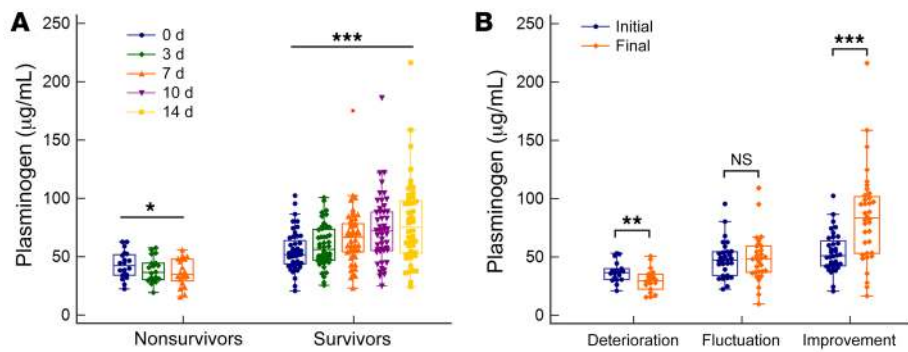 A
Plasminogen (μg/mL)
250
200
150
100
50
0
0 d
3 d
7 d
10 d
14 d
*
***
Nonsurvivors
Survivors
B
Plasminogen (μg/mL)
250
200
150
100
50
0
Initial
Final
**
NS
***
Deterioration
Fluctuation
Improvement